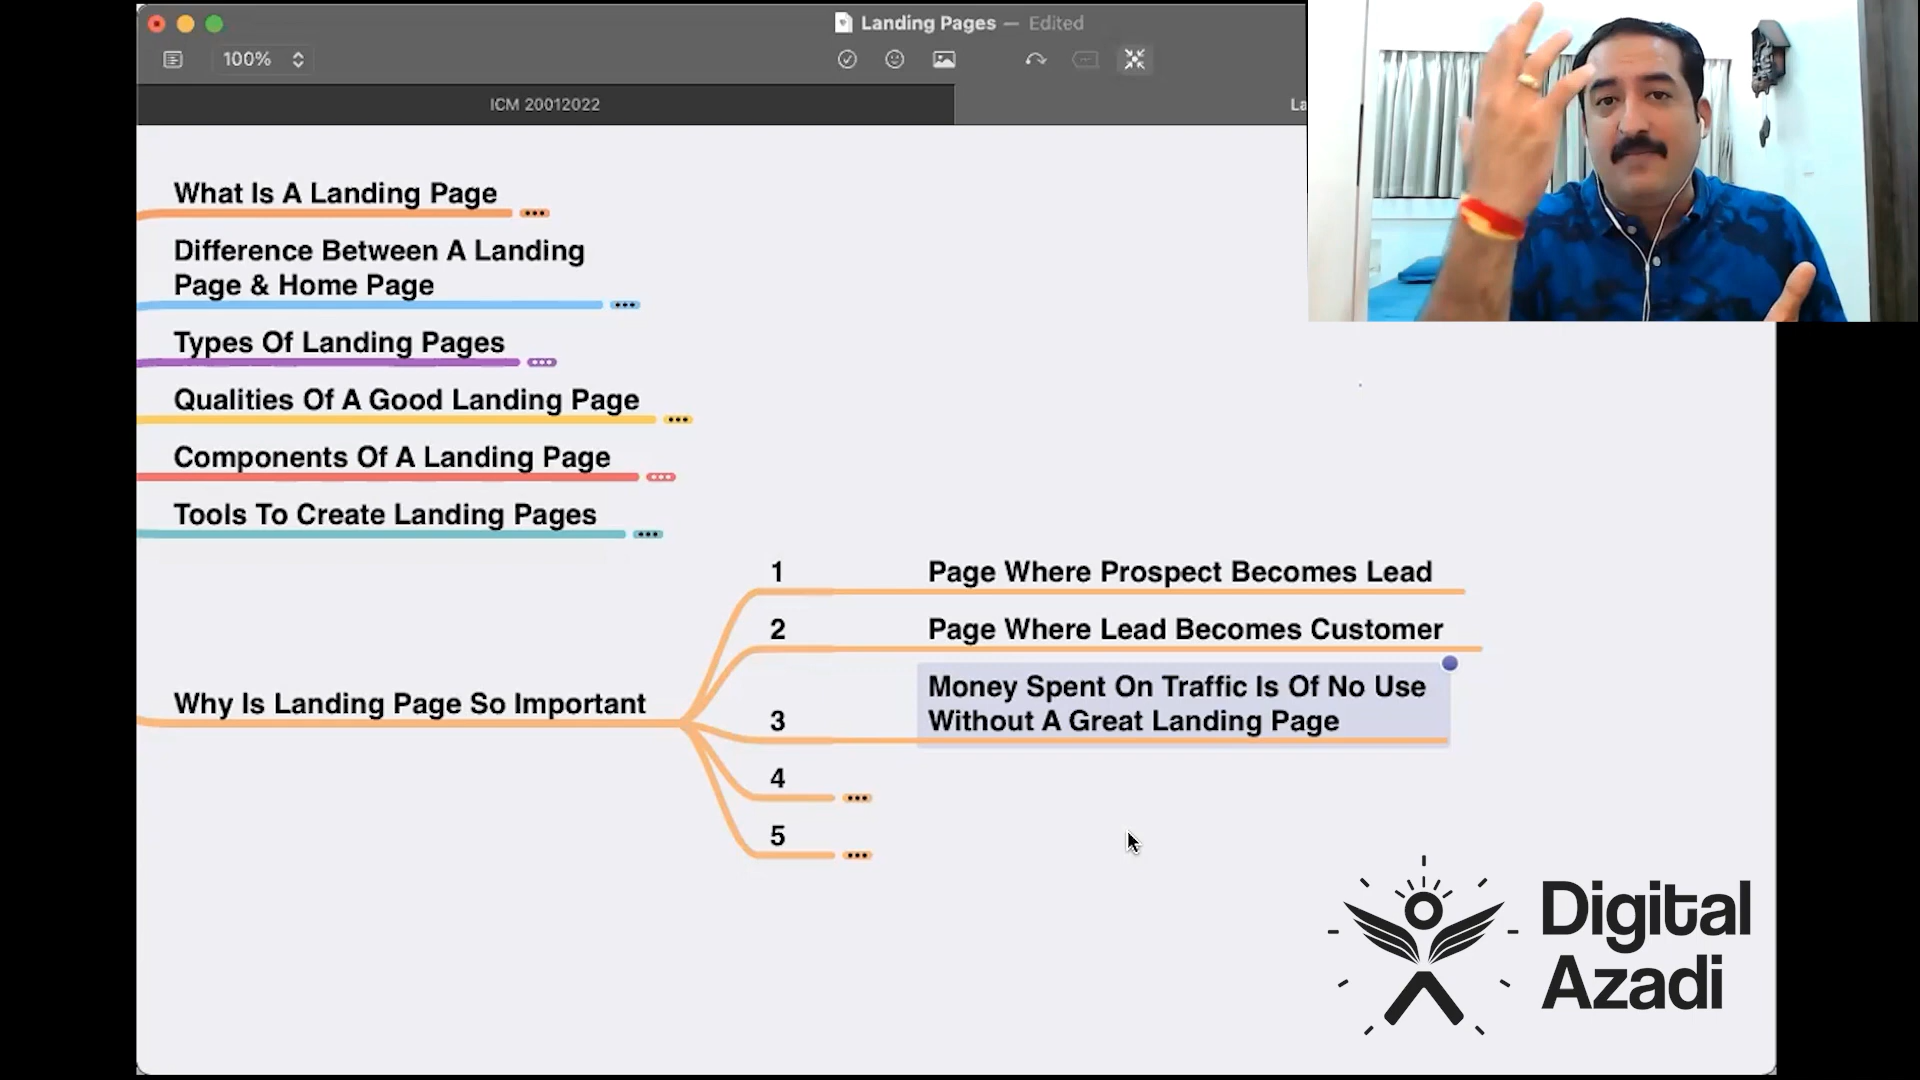 Landing Pages — Edited
100%
ICM 20012022
La
What Is A Landing Page
Difference Between A Landing
Page & Home Page
Types Of Landing Pages
Qualities Of A Good Landing Page
Components Of A Landing Page
Tools To Create Landing Pages
Why Is Landing Page So Important
1 Page Where Prospect Becomes Lead
2 Page Where Lead Becomes Customer
Money Spent On Traffic Is Of No Use
3 Without A Great Landing Page
4
5
Digital
Azadi